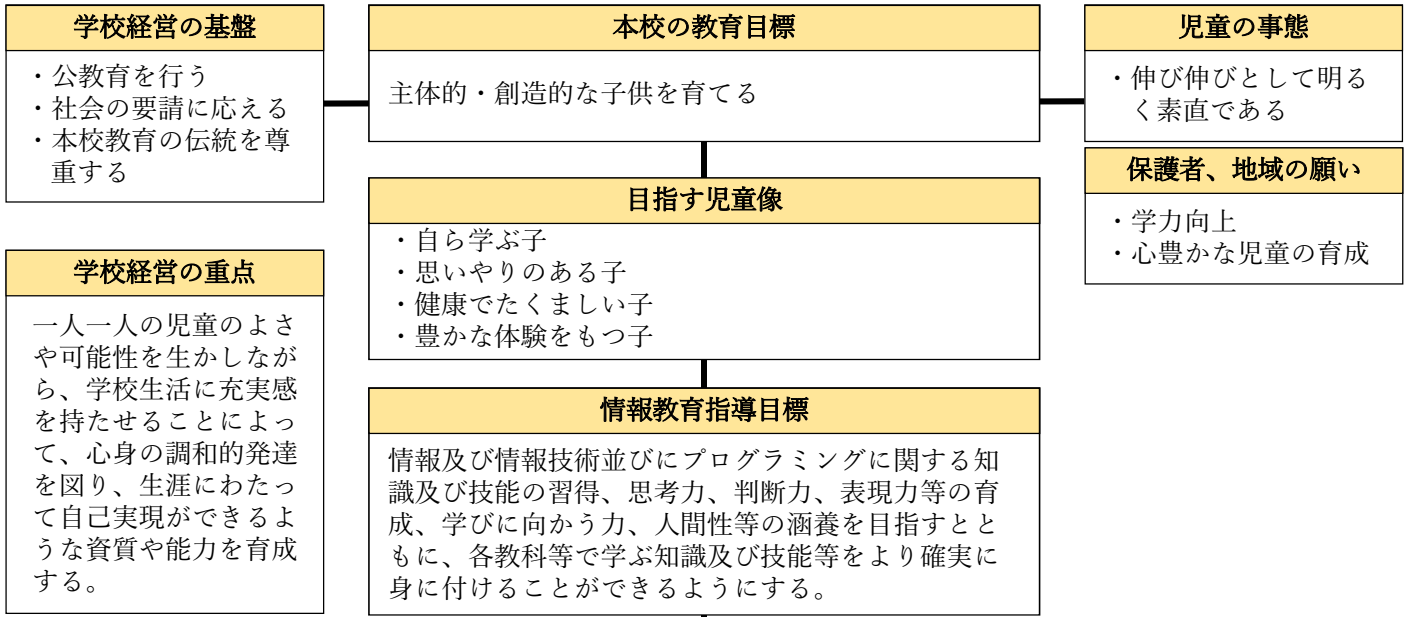 学校経営の基盤
・公教育を行う
・社会の要請に応える
・本校教育の伝統を尊
重する
本校の教育目標
主体的・創造的な子供を育てる
児童の事態
・伸び伸びとして明る
く素直である
保護者、地域の願い
・学力向上
・心豊かな児童の育成
目指す児童像
・自ら学ぶ子
・思いやりのある子
・健康でたくましい子
・豊かな体験をもつ子
学校経営の重点
一人一人の児童のよさ
や可能性を生かしなが
ら、学校生活に充実感
を持たせることによっ
て、心身の調和的発達
を図り、生涯にわたっ
て自己実現ができるよ
うな資質や能力を育成
する。
情報教育指導目標
情報及び情報技術並びにプログラミングに関する知
識及び技能の習得、思考力、判断力、表現力等の育
成、学びに向かう力、人間性等の涵養を目指すとと
もに、各教科等で学ぶ知識及び技能等をより確実に
身に付けることができるようにする。